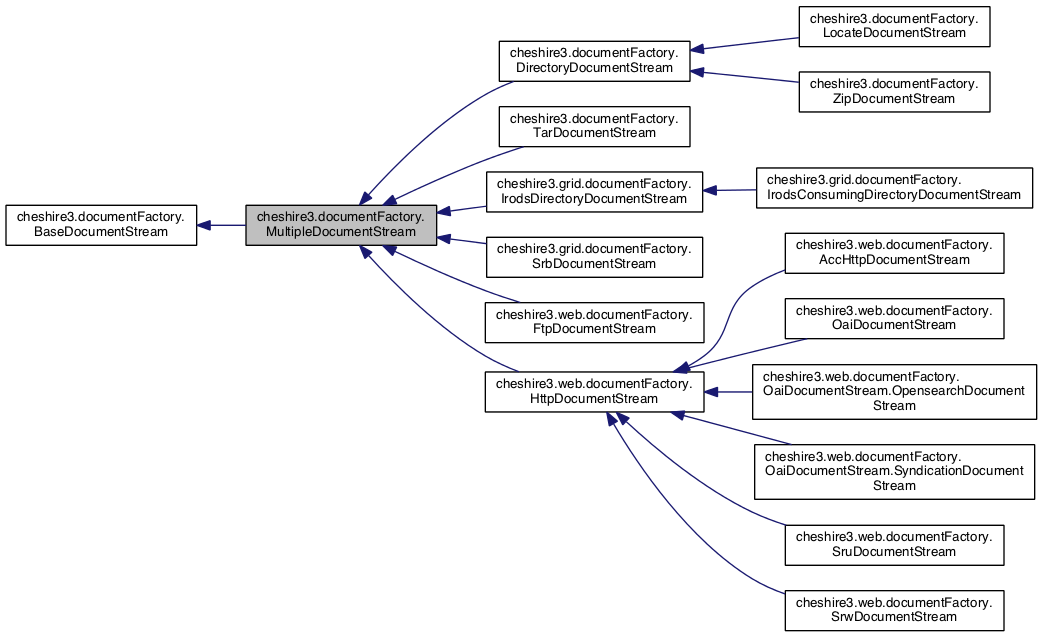 cheshire3.documentFactory.
BaseDocumentStream
cheshire3.documentFactory.
MultipleDocumentStream
cheshire3.documentFactory.
DirectoryDocumentStream
cheshire3.documentFactory.
TarDocumentStream
cheshire3.grid.documentFactory.
IrodsDirectoryDocumentStream
cheshire3.grid.documentFactory.
SrbDocumentStream
cheshire3.web.documentFactory.
FtpDocumentStream
cheshire3.web.documentFactory.
HttpDocumentStream
cheshire3.documentFactory.
LocateDocumentStream
cheshire3.documentFactory.
ZipDocumentStream
cheshire3.grid.documentFactory.
IrodsConsumingDirectoryDocumentStream
cheshire3.web.documentFactory.
AccHttpDocumentStream
cheshire3.web.documentFactory.
OaiDocumentStream
cheshire3.web.documentFactory.
OaiDocumentStream.OpensearchDocument
Stream
cheshire3.web.documentFactory.
OaiDocumentStream.SyndicationDocument
Stream
cheshire3.web.documentFactory.
SruDocumentStream
cheshire3.web.documentFactory.
SrwDocumentStream